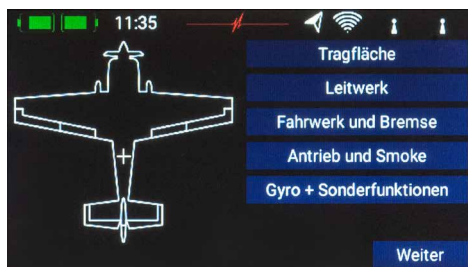 11:35
Tragfläche
Leitwerk
Fahrwerk und Bremse
Antrieb und Smoke
Gyro + Sonderfunktionen
Weiter